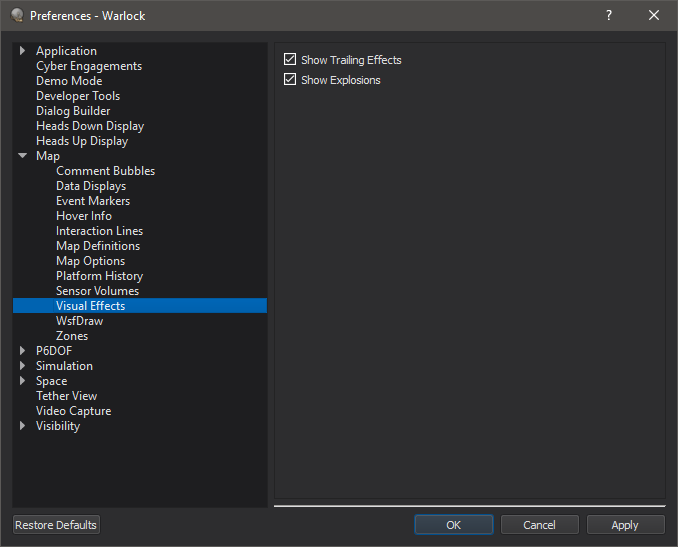 Preferences - Warlock
?
Application
Cyber Engagements
Demo Mode
Developer Tools
Dialog Builder
Heads Down Display
Heads Up Display
Map
Comment Bubbles
Data Displays
Event Markers
Hover Info
Interaction Lines
Map Definitions
Map Options
Platform History
Sensor Volumes
Visual Effects
WsfDraw
Zones
P6DOF
Simulation
Space
Tether View
Video Capture
Visibility
Show Trailing Effects
Show Explosions
Restore Defaults
OK
Cancel
Apply